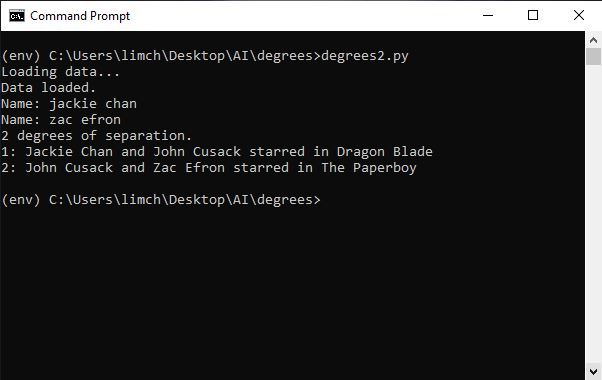 Command Prompt
(env) C:\Users\limch\Desktop\AI\degrees>degrees2.py
Loading data...
Data loaded.
Name: jackie chan
Name: zac efron
2 degrees of separation.
1: Jackie Chan and John Cusack starred in Dragon Blade
2: John Cusack and Zac Efron starred in The Paperboy
(env) C:\Users\limch\Desktop\AI\degrees>